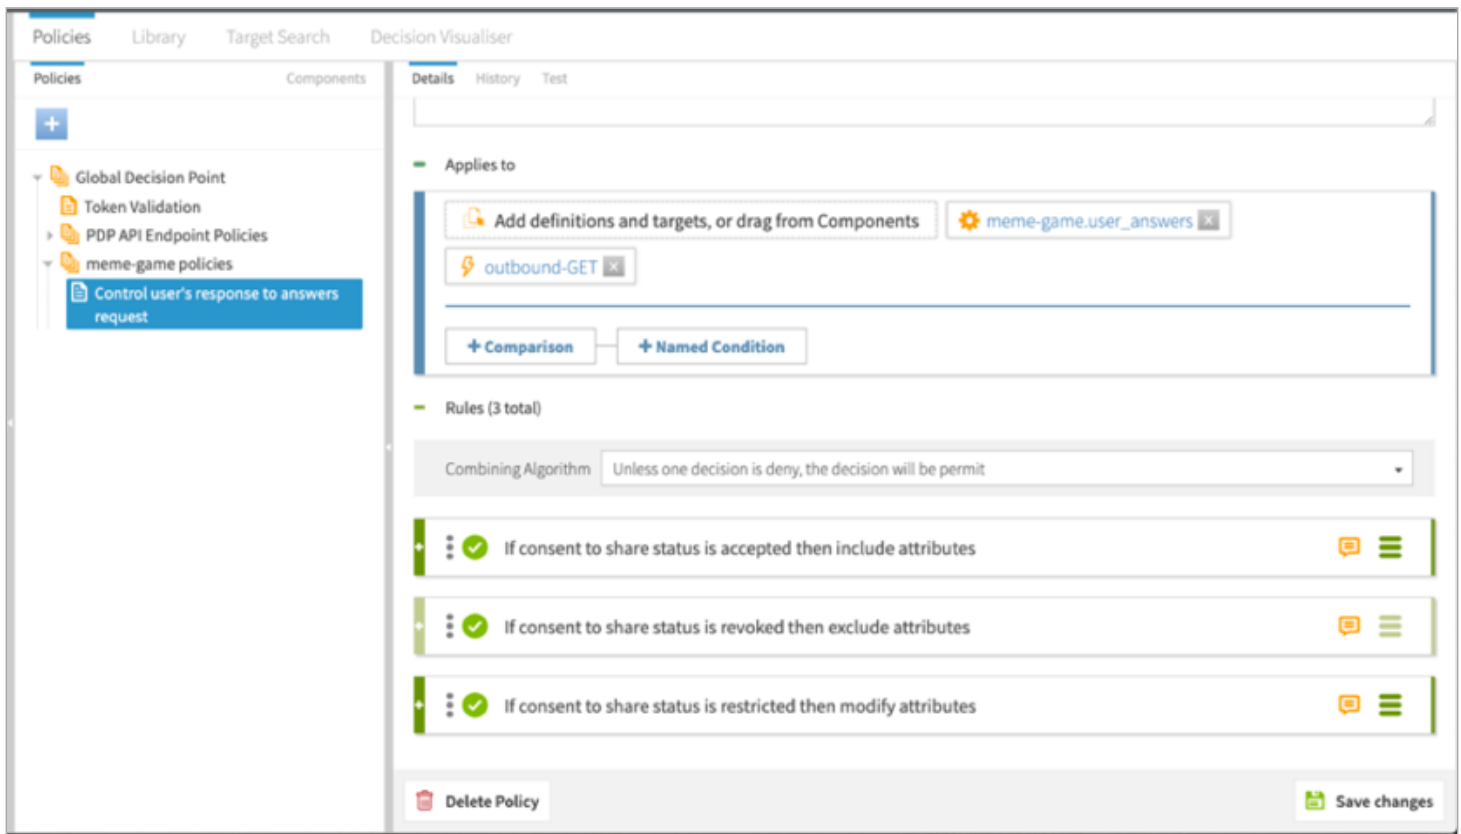 Policies Library Target Search Decision Visualiser
Policies Components
Details History Test
Global Decision Point
Token Validation
PDP API Endpoint Policies
meme-game policies
Control user's response to answers
request
Applies to
Add definitions and targets, or drag from Components
meme-game.user_answers x
outbound-GET x
+ Comparison
+ Named Condition
Rules (3 total)
Combining Algorithm Unless one decision is deny, the decision will be permit
If consent to share status is accepted then include attributes
If consent to share status is revoked then exclude attributes
If consent to share status is restricted then modify attributes
Delete Policy
Save changes